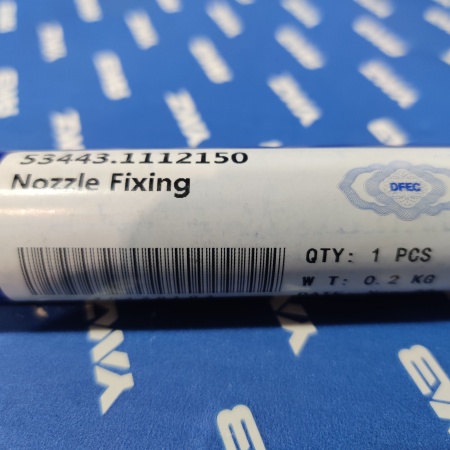 53443.1112150
Nozzle Fixing
DFEC
QTY: 1 PCS
W T: 0.2 KG